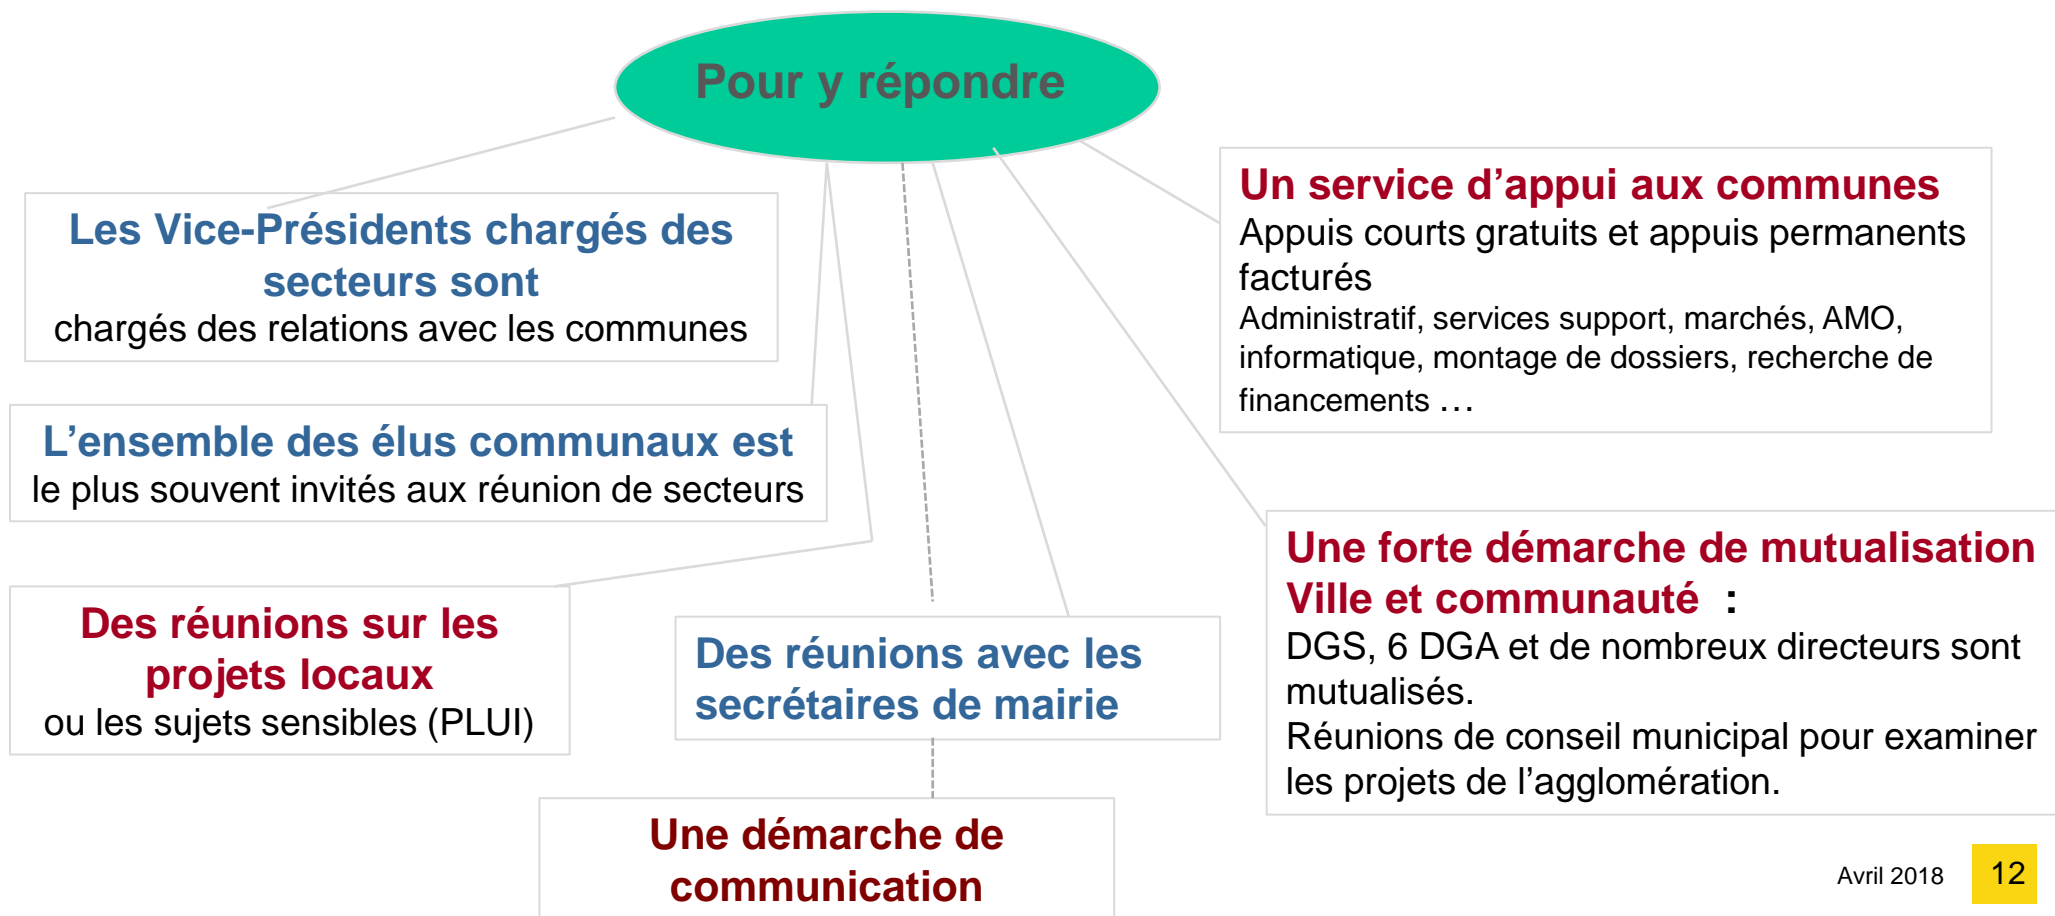 Pour y répondre
Les Vice-Présidents chargés des
secteurs sont
chargés des relations avec les communes
L’ensemble des élus communaux est
le plus souvent invités aux réunion de secteurs
Des réunions sur les
projets locaux
ou les sujets sensibles (PLUI)
Des réunions avec les
secrétaires de mairie
Une démarche de
communication
Un service d’appui aux communes
Appuis courts gratuits et appuis permanents
facturés
Administratif, services support, marchés, AMO,
informatique, montage de dossiers, recherche de
financements …
Une forte démarche de mutualisation
Ville et communauté :
DGS, 6 DGA et de nombreux directeurs sont
mutualisés.
Réunions de conseil municipal pour examiner
les projets de l’agglomération.
Avril 2018
12